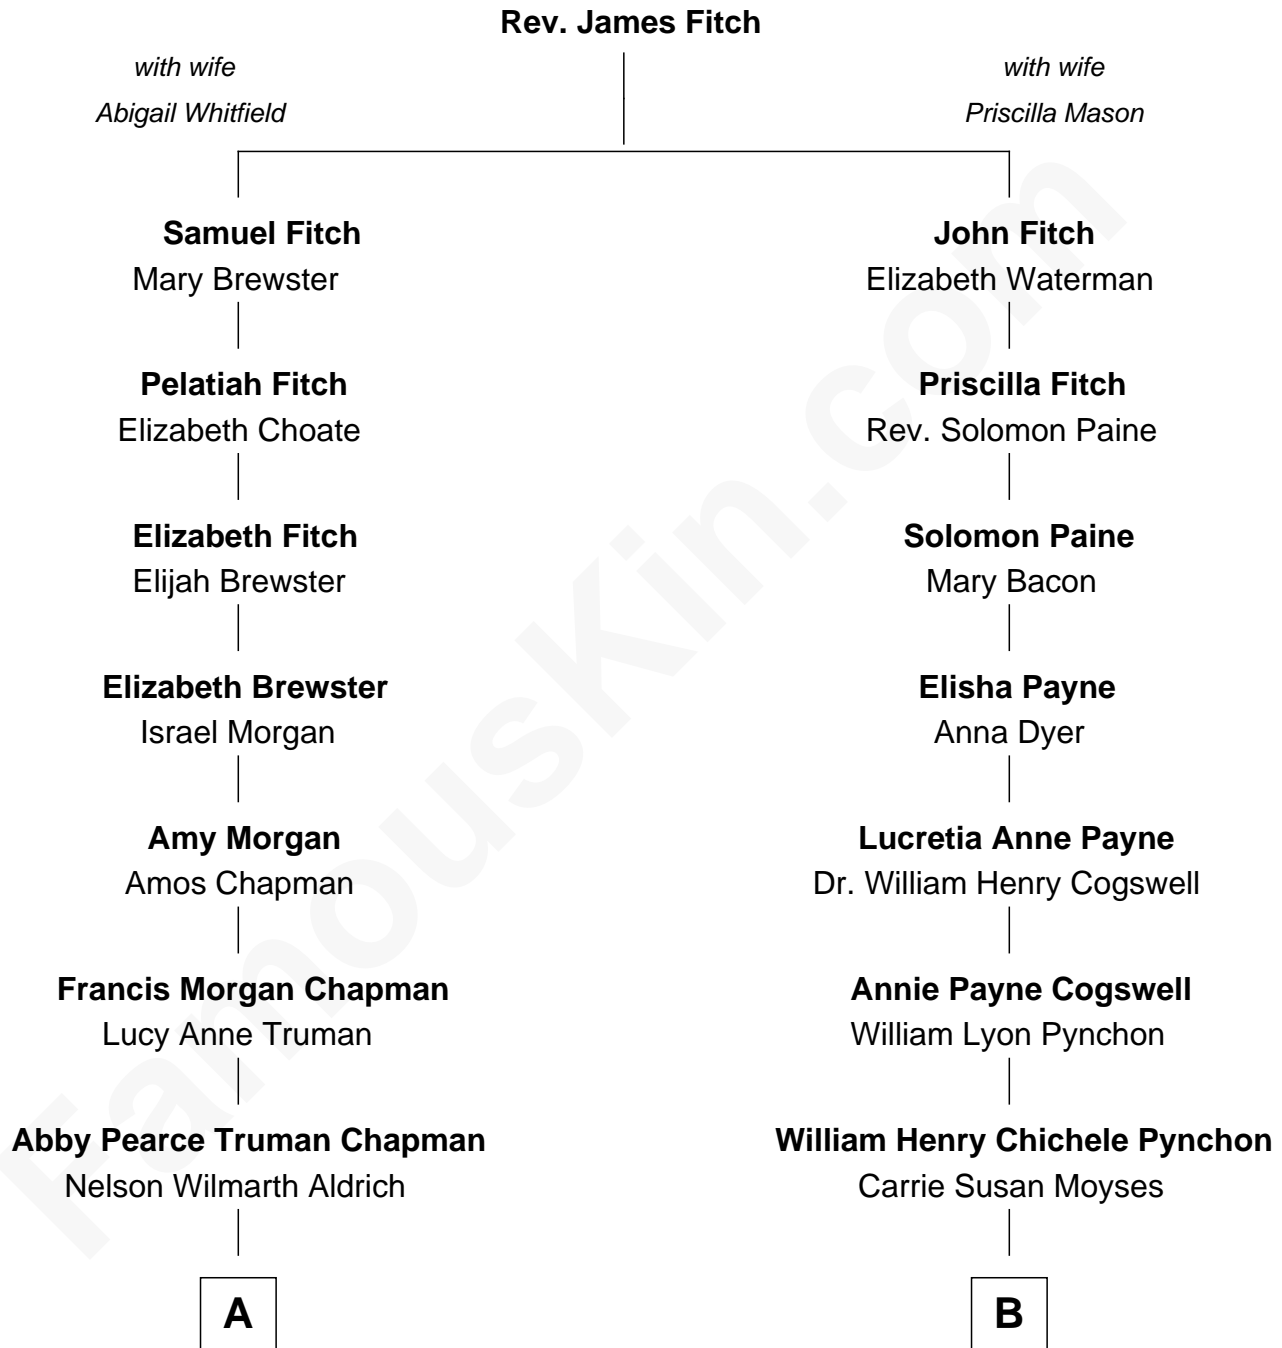 Rev. James Fitch
with wife
Abigail Whitfield
with wife
Priscilla Mason
Samuel Fitch
Mary Brewster
John Fitch
Elizabeth Waterman
Pelatiah Fitch
Elizabeth Choate
Priscilla Fitch
Rev. Solomon Paine
Elizabeth Fitch
Elijah Brewster
Solomon Paine
Mary Bacon
Elizabeth Brewster
Israel Morgan
Elisha Payne
Anna Dyer
Amy Morgan
Amos Chapman
Lucretia Anne Payne
Dr. William Henry Cogswell
Francis Morgan Chapman
Lucy Anne Truman
Annie Payne Cogswell
William Lyon Pynchon
Abby Pearce Truman Chapman
Nelson Wilmarth Aldrich
William Henry Chichele Pynchon
Carrie Susan Moyses
A
B
FamousKin.com